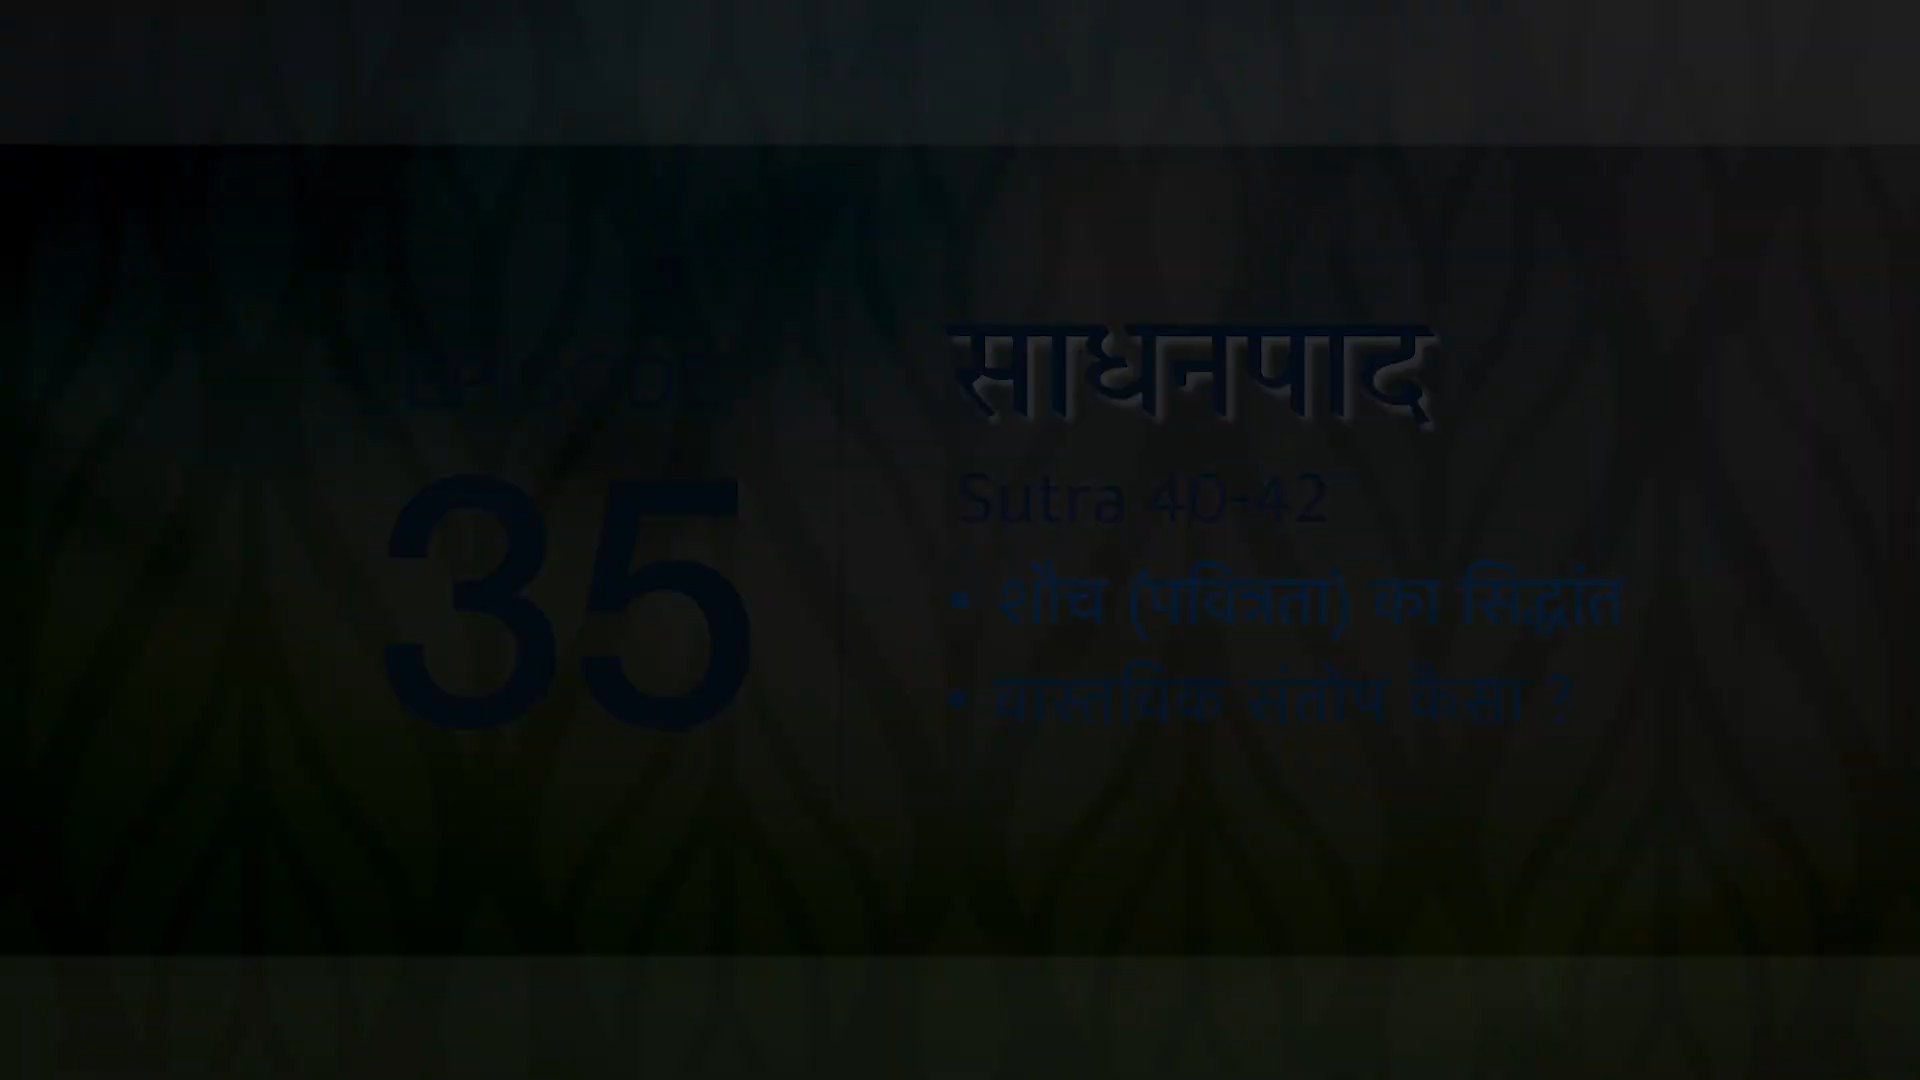 EPISODE
35
साधनपाद
Sutra 40-42
• शौच (पवित्रता) का सिद्धांत
• वास्तविक संतोष कैसा ?